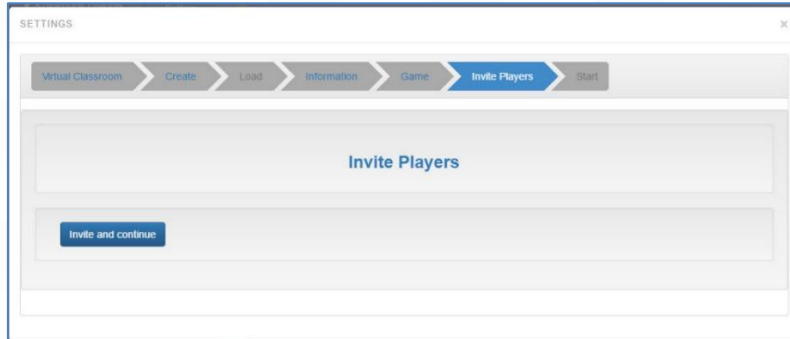 SETTINGS ×
Virtual Classroom Create Load Information Game Invite Players Start
Invite Players
Invite and continue